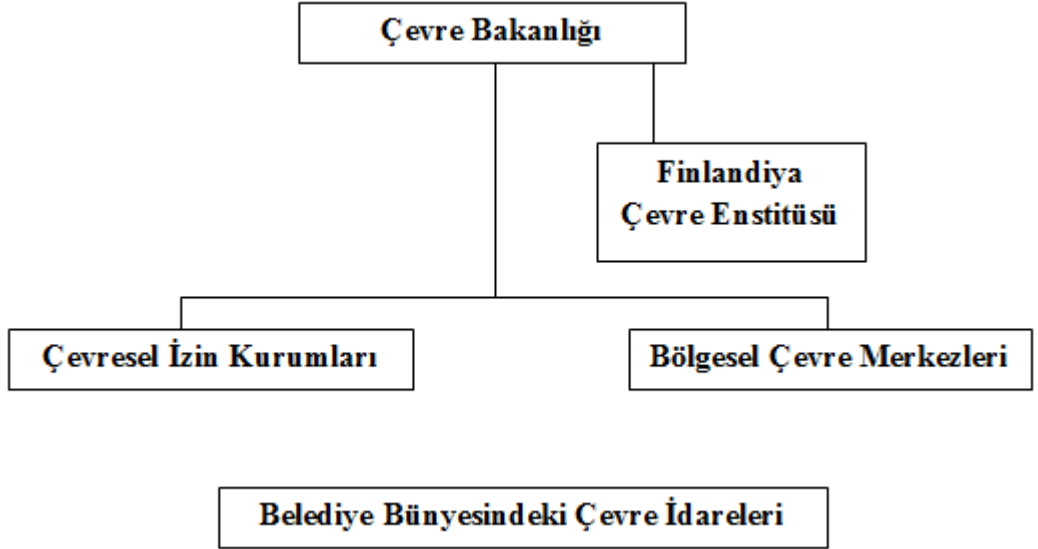 Çevre Bakanlığı
Finlandiya
Çevre Enstitüsü
Çevresel İzin Kurumları
Bölgesel Çevre Merkezleri
Belediye Bünyesindeki Çevre İdareleri